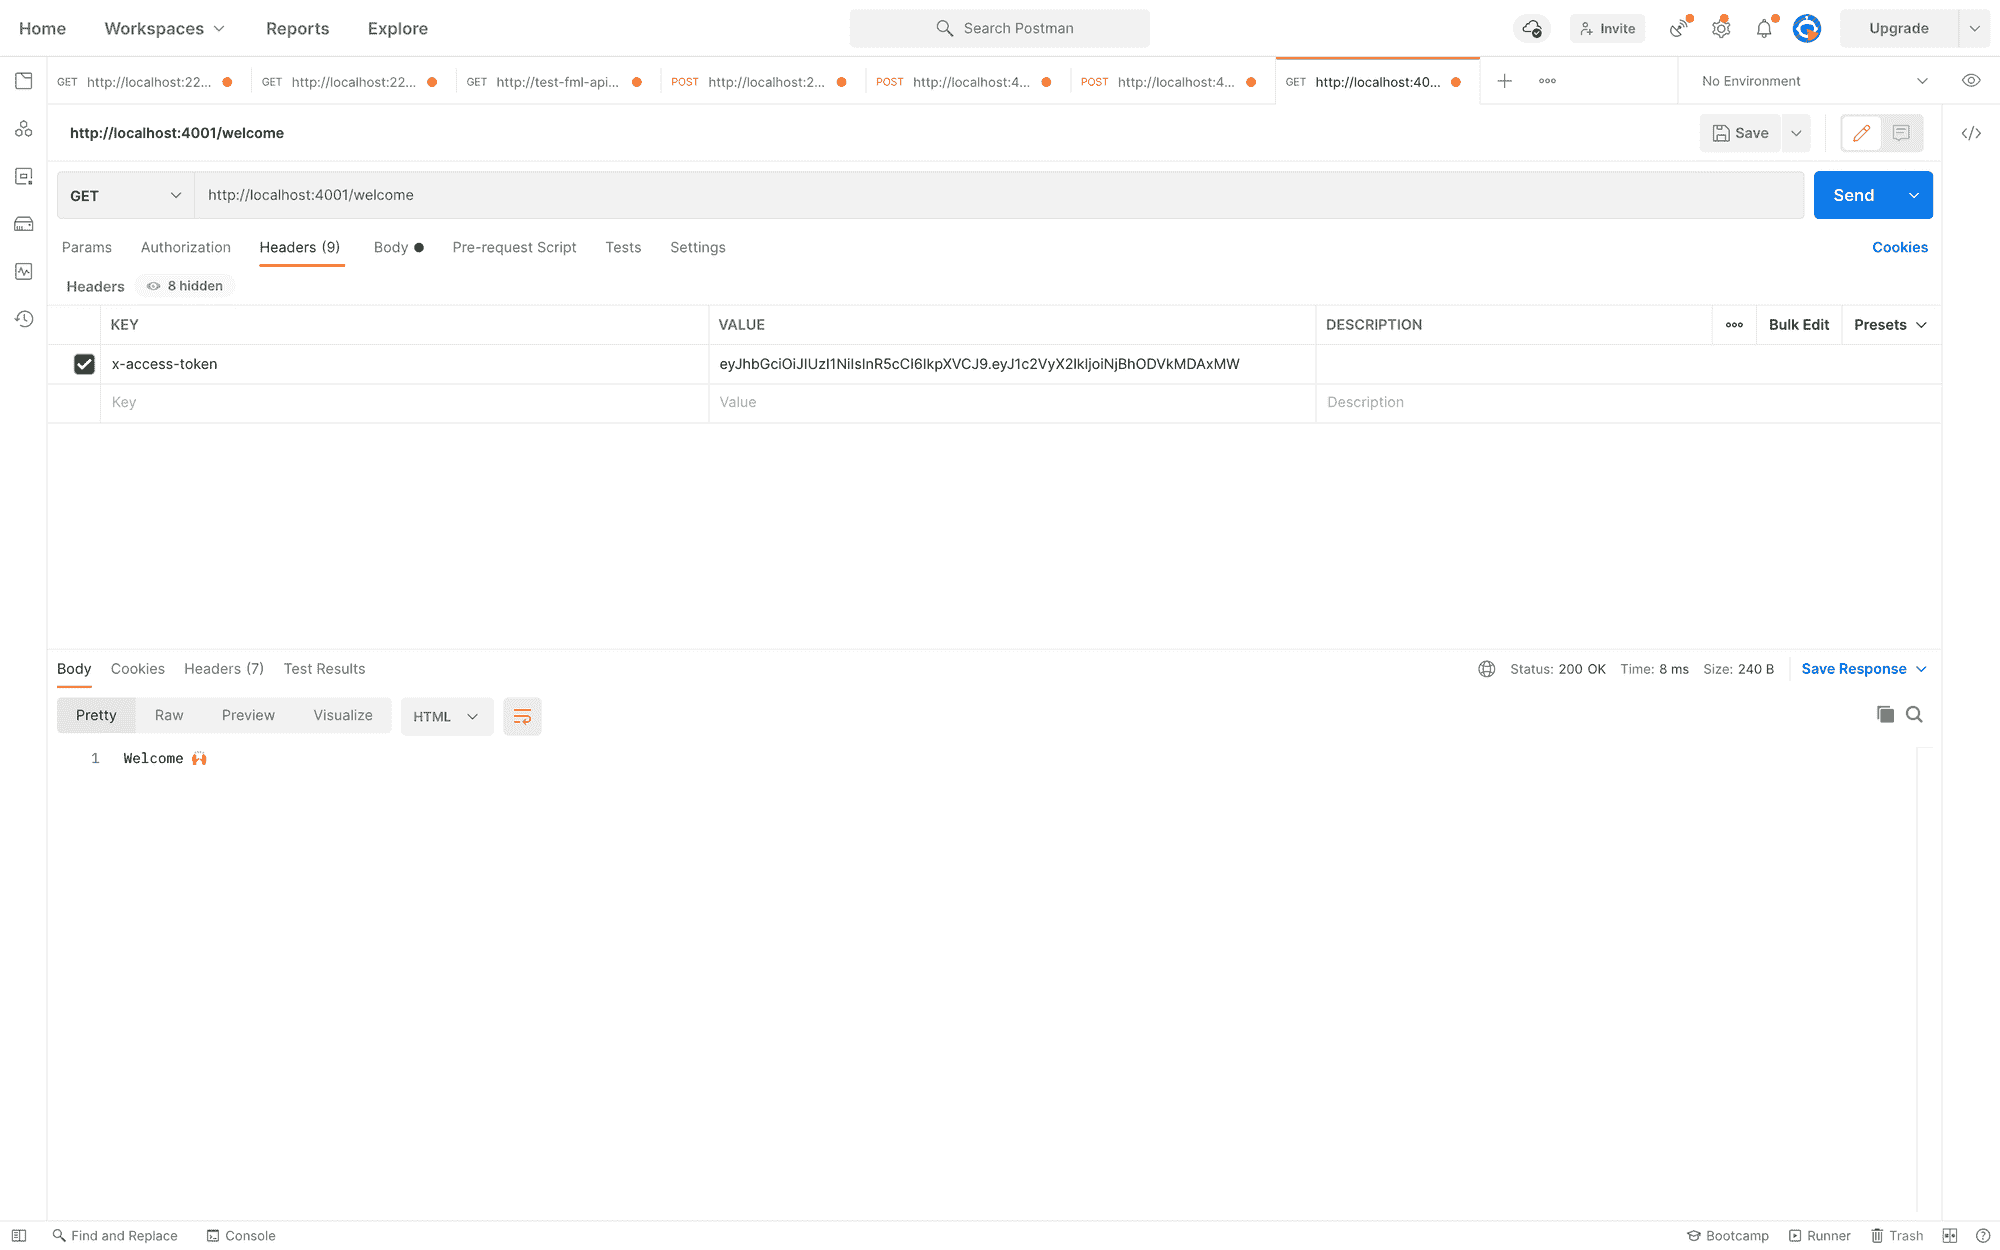 Home Workspaces Reports Explore Search Postman Invite Upgrade
GET http://localhost:22... GET http://localhost:22... GET http://test-fml-api... POST http://localhost:2... POST http://localhost:4... POST http://localhost:4... GET http://localhost:40... No Environment
http://localhost:4001/welcome Save
GET http://localhost:4001/welcome Send
Params Authorization Headers (9) Body Pre-request Script Tests Settings Cookies
Headers 8 hidden
KEY VALUE DESCRIPTION Bulk Edit Presets
x-access-token eyJhbGciOiJIUzI1NiIsInR5cCI6IkpXVCJ9.eyJ1c2VyX2lkIjoiNjBhODVkMDAxMW
Key Value Description
Body Cookies Headers (7) Test Results Status: 200 OK Time: 8 ms Size: 240 B Save Response
Pretty Raw Preview Visualize HTML
1 Welcome 🙌
Find and Replace Console Bootcamp Runner Trash